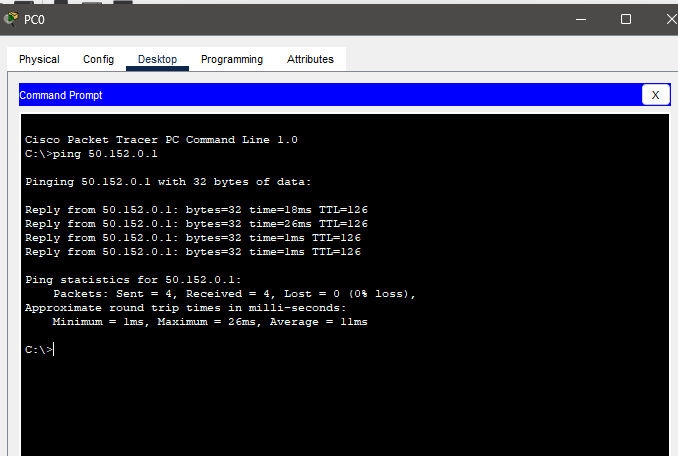 PC0
Physical Config Desktop Programming Attributes
Command Prompt X
Cisco Packet Tracer PC Command Line 1.0
C:\>ping 50.152.0.1
Pinging 50.152.0.1 with 32 bytes of data:
Reply from 50.152.0.1: bytes=32 time=18ms TTL=126
Reply from 50.152.0.1: bytes=32 time=26ms TTL=126
Reply from 50.152.0.1: bytes=32 time=1ms TTL=126
Reply from 50.152.0.1: bytes=32 time=1ms TTL=126
Ping statistics for 50.152.0.1:
Packets: Sent = 4, Received = 4, Lost = 0 (0% loss),
Approximate round trip times in milli-seconds:
Minimum = 1ms, Maximum = 26ms, Average = 11ms
C:\>